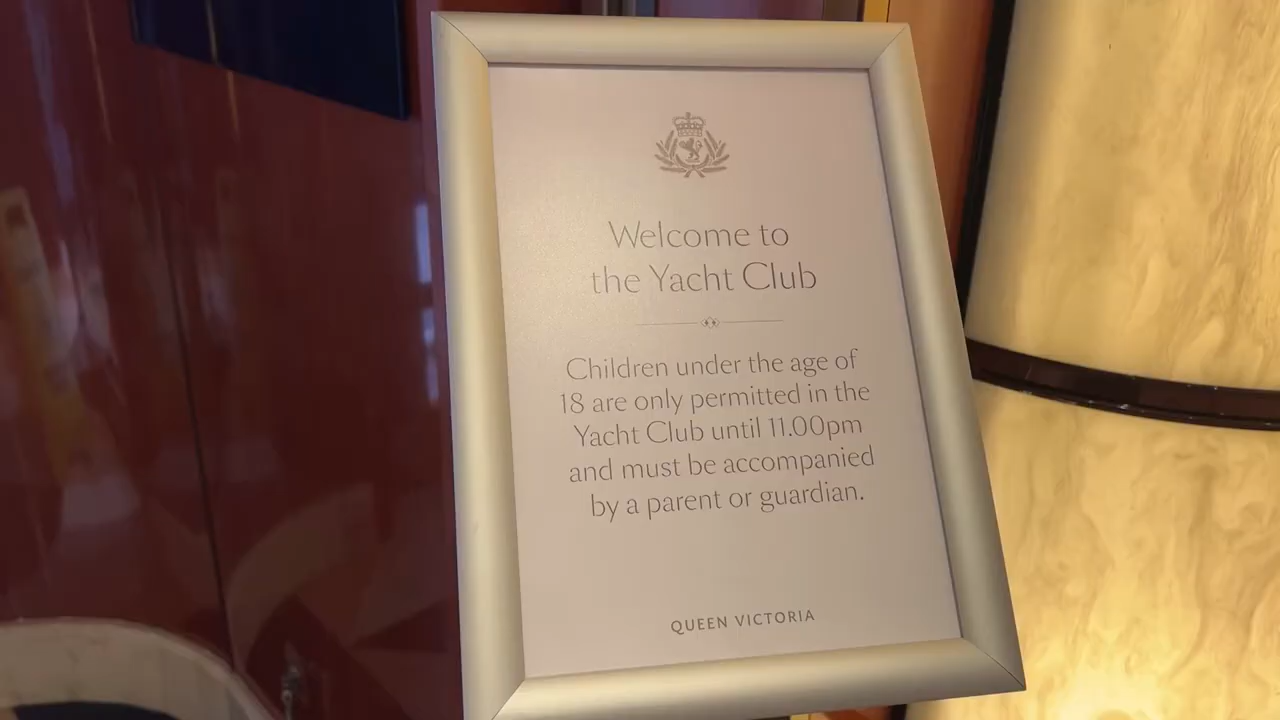 Welcome to
the Yacht Club
Children under the age of
18 are only permitted in the
Yacht Club until 11.00pm
and must be accompanied
by a parent or guardian.
QUEEN VICTORIA